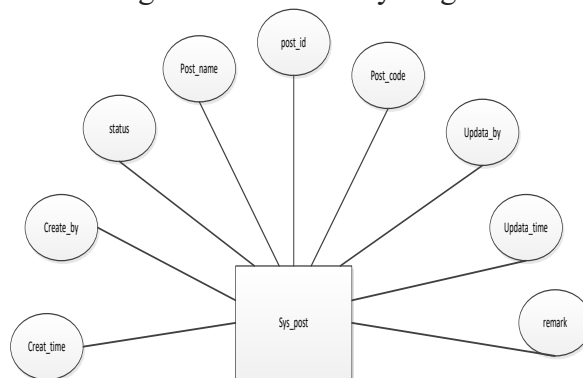 post_id
Post_name
Post_code
status
Updata_by
Create_by
Updata_time
Sys_post
remark
Creat_time